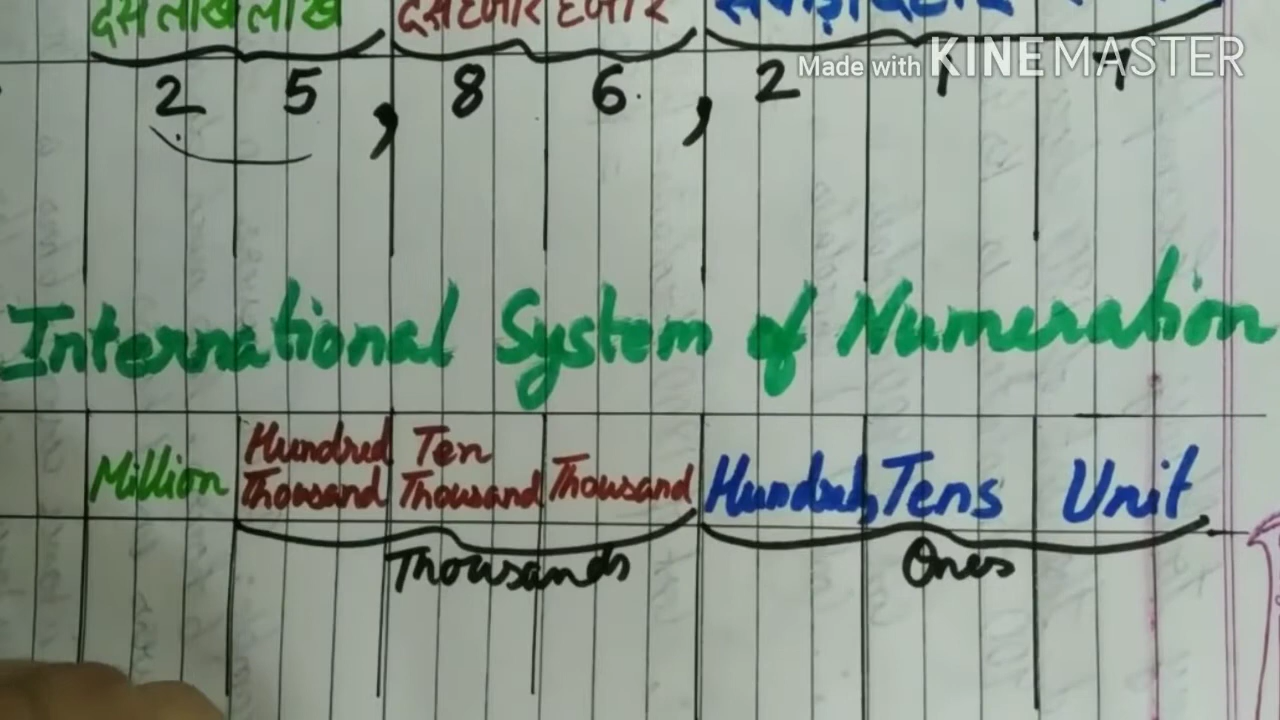 दस लाख लाख दस हजार हजार
Made with KINEMASTER
2 5 , 8 6 , 2 1
International System of Numeration
Million Hundred Thousand Ten Thousand Thousand Hundreds Tens Unit
Thousands Ones